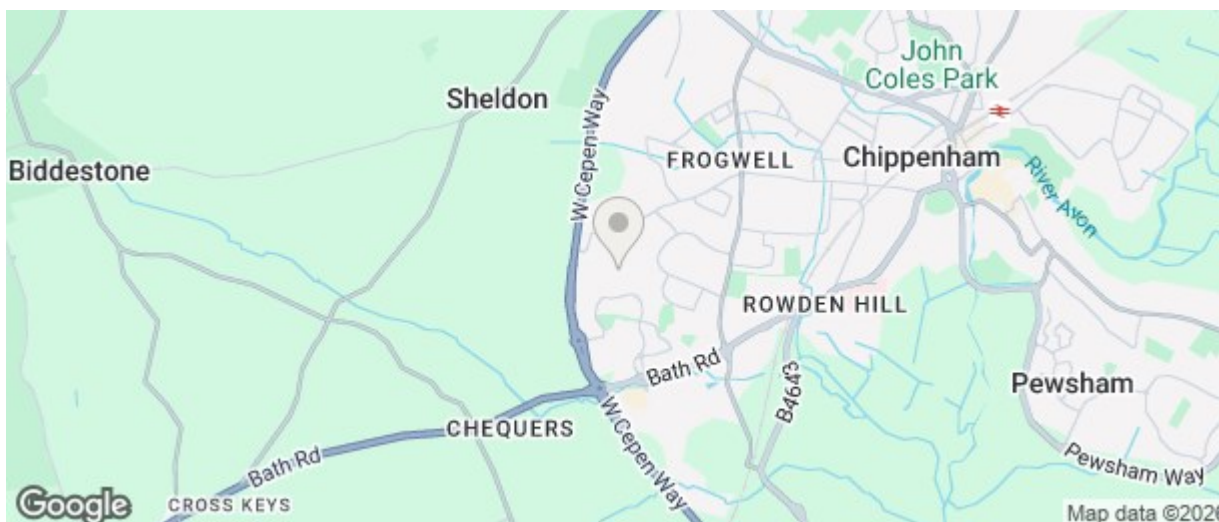 John
Coles Park
Sheldon
W Cepen Way
Biddestone
FROGWELL
Chippenham
River Avon
ROWDEN HILL
Bath Rd
B4643
Pewsham
CHEQUERS
W Cepen Way
Bath Rd
Pewsham Way
CROSS KEYS
Google
Map data ©2026